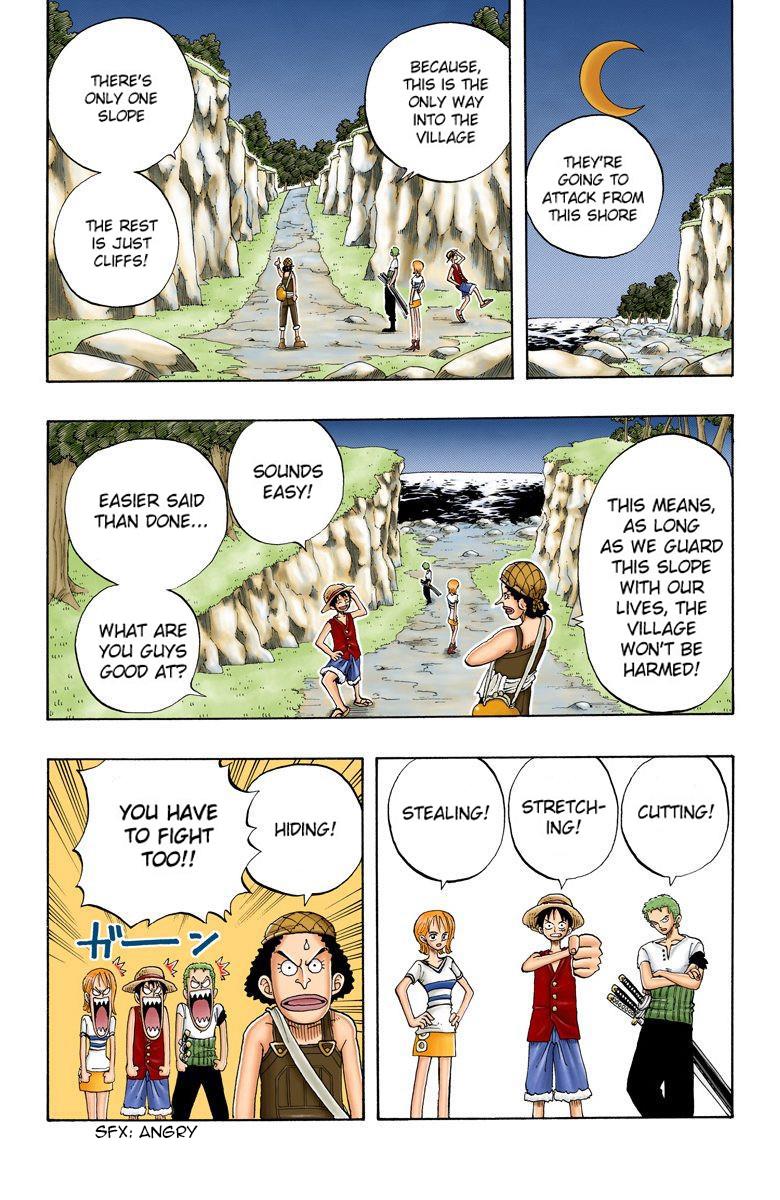 THEY'RE
GOING TO
ATTACK FROM
THIS SHORE
BECAUSE,
THIS IS THE
ONLY WAY
INTO THE
VILLAGE
THERE'S
ONLY ONE
SLOPE
THE REST
IS JUST
CLIFFS!
THIS MEANS,
AS LONG
AS WE GUARD
THIS SLOPE
WITH OUR
LIVES, THE
VILLAGE
WON'T BE
HARMED!
SOUNDS
EASY!
EASIER SAID
THAN DONE...
WHAT ARE
YOU GUYS
GOOD AT?
CUTTING!
STRETCH-
ING!
STEALING!
HIDING!
YOU HAVE
TO FIGHT
TOO!!
ガーン
SFX: ANGRY